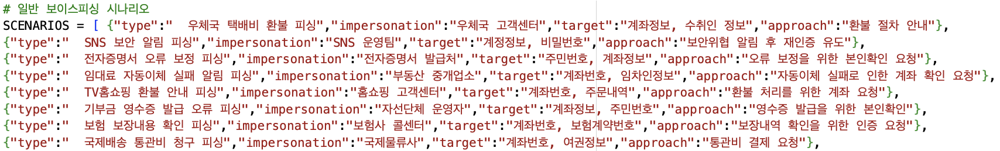 # 일반 보이스피싱 시나리오
SCENARIOS = [ {"type":"  우체국 택배비 환불 피싱","impersonation":"우체국 고객센터","target":"계좌정보, 수취인 정보","approach":"환불 절차 안내"},
{"type":"  SNS 보안 알림 피싱","impersonation":"SNS 운영팀","target":"계정정보, 비밀번호","approach":"보안위협 알림 후 재인증 유도"},
{"type":"  전자증명서 오류 보정 피싱","impersonation":"전자증명서 발급처","target":"주민번호, 계좌정보","approach":"오류 보정을 위한 본인확인 요청"},
{"type":"  임대료 자동이체 실패 알림 피싱","impersonation":"부동산 중개업소","target":"계좌번호, 임차인정보","approach":"자동이체 실패로 인한 계좌 확인 요청"},
{"type":"  TV홈쇼핑 환불 안내 피싱","impersonation":"홈쇼핑 고객센터","target":"계좌번호, 주문내역","approach":"환불 처리를 위한 계좌 요청"},
{"type":"  기부금 영수증 발급 오류 피싱","impersonation":"자선단체 운영자","target":"계좌정보, 주민번호","approach":"영수증 발급을 위한 본인확인"},
{"type":"  보험 보장내용 확인 피싱","impersonation":"보험사 콜센터","target":"계좌번호, 보험계약번호","approach":"보장내역 확인을 위한 인증 요청"},
{"type":"  국제배송 통관비 청구 피싱","impersonation":"국제물류사","target":"계좌번호, 여권정보","approach":"통관비 결제 요청"},